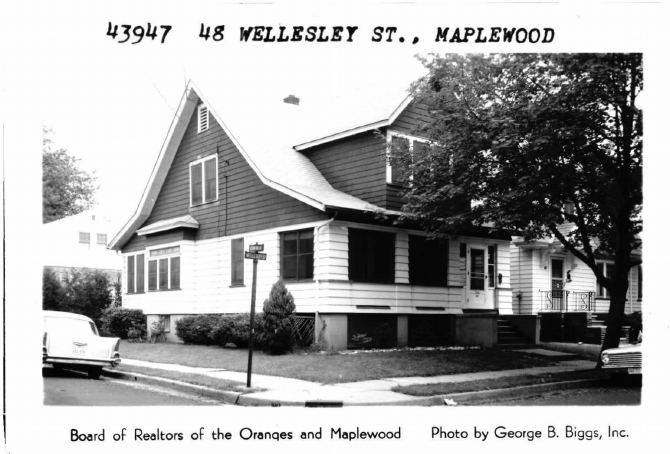 43947 48 WELLESLEY ST., MAPLEWOOD
Board of Realtors of the Oranges and Maplewood Photo by George B. Biggs, Inc.